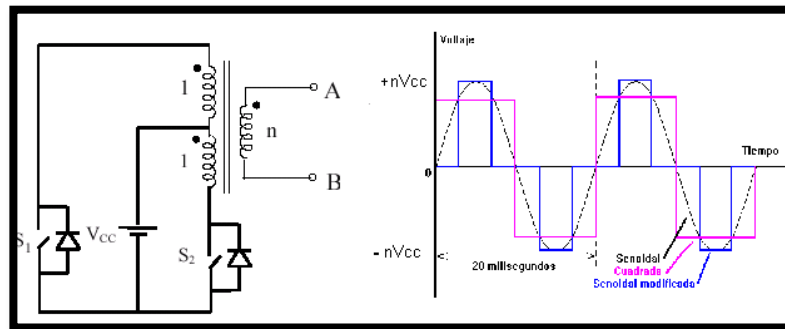 1
1
n
A
B
S1
VCC
S2
Voltaje
+nVcc
0
- nVcc
Tiempo
20 milisegundos
Senoidal
Cuadrada
Senoidal modificada